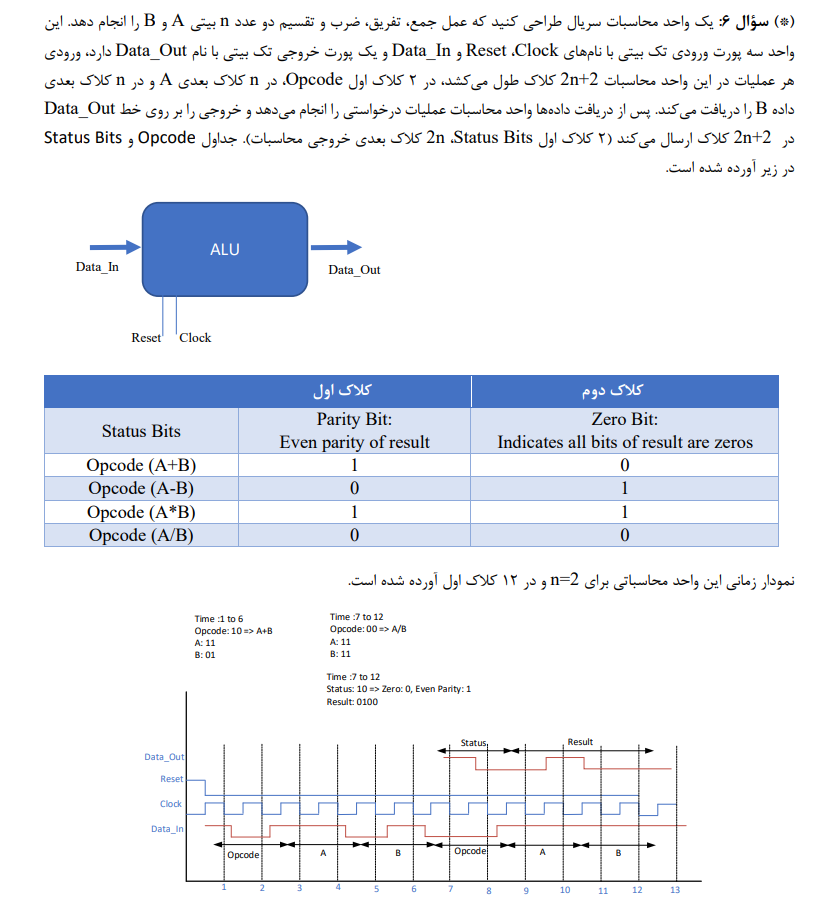 (*) سؤال ۶: یک واحد محاسبات سریال طراحی کنید که عمل جمع، تفریق، ضرب و تقسیم دو عدد n بیتی A و B را انجام دهد. این
واحد سه پورت ورودی تک بیتی با نام‌های Reset ،Clock و Data_In و یک پورت خروجی تک بیتی با نام Data_Out دارد، ورودی
هر عملیات در این واحد محاسبات 2n+2 کلاک طول می‌کشد، در ۲ کلاک اول Opcode، در n کلاک بعدی A و در n کلاک بعدی
داده B را دریافت می‌کند. پس از دریافت داده‌ها واحد محاسبات عملیات درخواستی را انجام می‌دهد و خروجی را بر روی خط Data_Out
در 2n+2 کلاک ارسال می‌کند (۲ کلاک اول Status Bits، 2n کلاک بعدی خروجی محاسبات). جداول Opcode و Status Bits
در زیر آورده شده است.
ALU
Data_In
Data_Out
Reset Clock
کلاک اول کلاک دوم
Status Bits Parity Bit: Zero Bit:
Even parity of result Indicates all bits of result are zeros
Opcode (A+B) 1 0
Opcode (A-B) 0 1
Opcode (A*B) 1 1
Opcode (A/B) 0 0
نمودار زمانی این واحد محاسباتی برای n=2 و در ۱۲ کلاک اول آورده شده است.
Time :1 to 6
Opcode: 10 => A+B
A: 11
B: 01
Time :7 to 12
Opcode: 00 => A/B
A: 11
B: 11
Time :7 to 12
Status: 10 => Zero: 0, Even Parity: 1
Result: 0100
Status Result
Data_Out
Reset
Clock
Data_In
Opcode A B Opcode A B
1 2 3 4 5 6 7 8 9 10 11 12 13